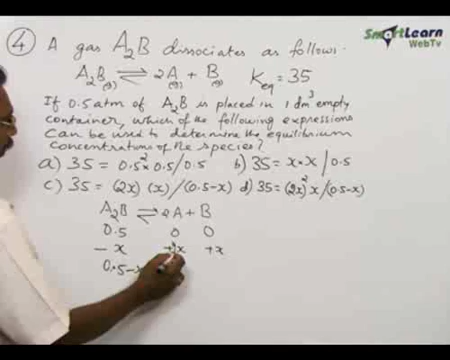 ④ A gas A₂B dissociates as follows.
SmartLearn
WebTv
A₂B(g) ⇌ 2A(g) + B(g) Keq = 35
If 0.5 atm of A₂B is placed in 1 dm³ empty
container, which of the following expressions
can be used to determine the equilibrium
concentrations of the species?
a) 35 = 0.5² × 0.5/0.5 b) 35 = x·x/0.5
c) 35 = (2x)(x)/(0.5-x) d) 35 = (2x)²x/(0.5-x)
A₂B ⇌ 2A + B
0.5 0 0
-x +2x +x
0.5-x